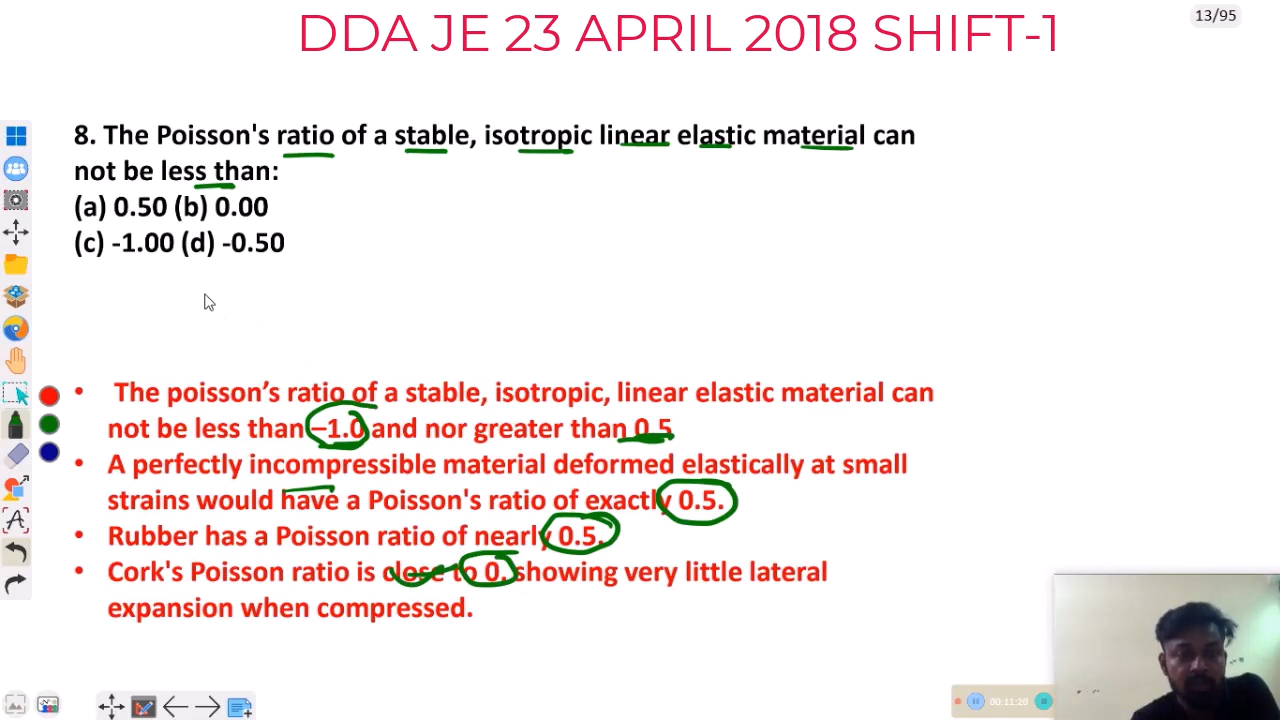 DDA JE 23 APRIL 2018 SHIFT-1
13/95
8. The Poisson's ratio of a stable, isotropic linear elastic material can
not be less than:
(a) 0.50 (b) 0.00
(c) -1.00 (d) -0.50
• The poisson’s ratio of a stable, isotropic, linear elastic material can
not be less than –1.0 and nor greater than 0.5
• A perfectly incompressible material deformed elastically at small
strains would have a Poisson's ratio of exactly 0.5.
• Rubber has a Poisson ratio of nearly 0.5.
• Cork's Poisson ratio is close to 0, showing very little lateral
expansion when compressed.
00:11:20